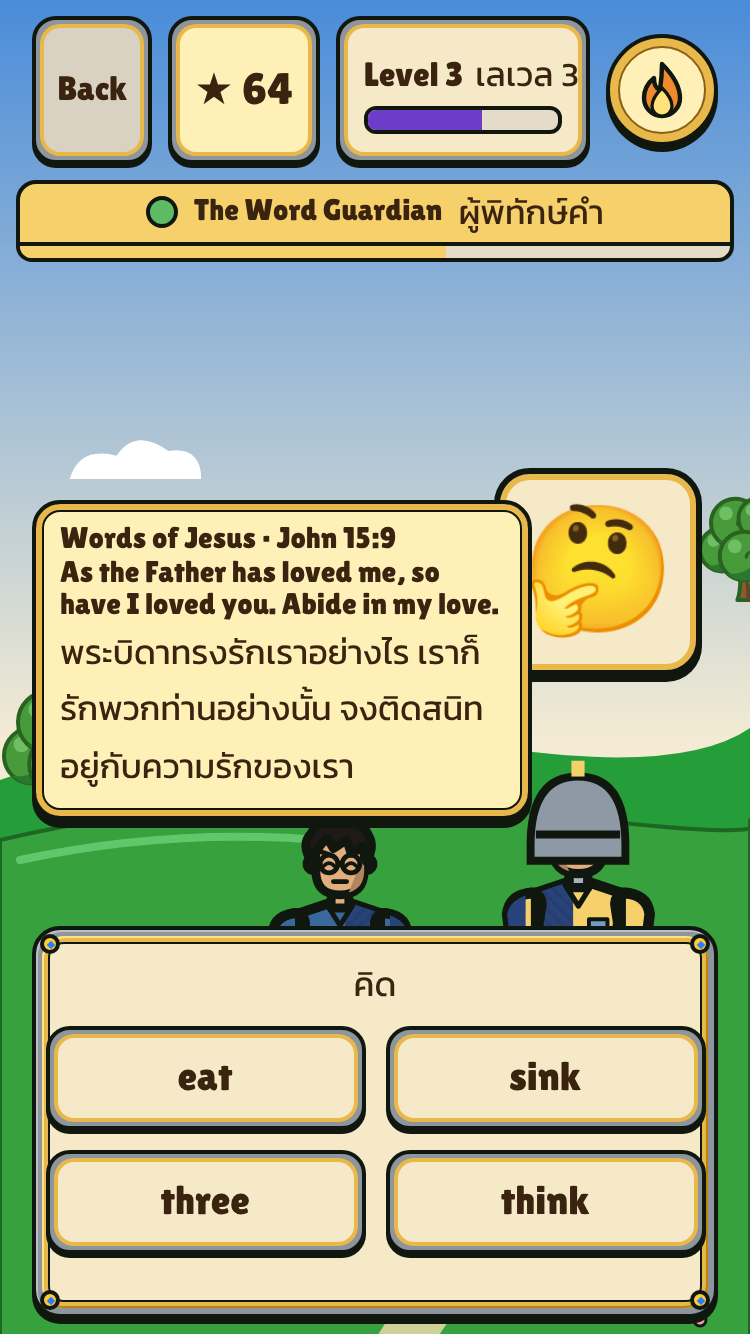 Back
★ 64
Level 3 เลเวล 3
The Word Guardian ผู้พิทักษ์คำ
Words of Jesus · John 15:9
As the Father has loved me, so
have I loved you. Abide in my love.
พระบิดาทรงรักเราอย่างไร เราก็
รักพวกท่านอย่างนั้น จงติดสนิท
อยู่กับความรักของเรา
คิด
eat
sink
three
think